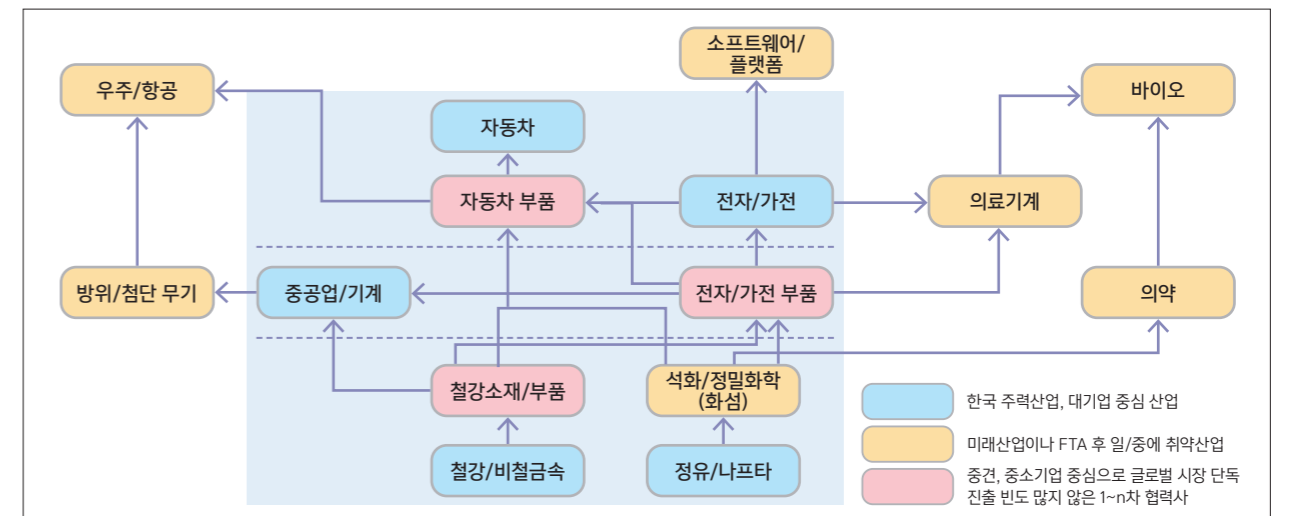 소프트웨어/
플랫폼
우주/항공
바이오
자동차
자동차 부품
전자/가전
의료기계
방위/첨단 무기
중공업/기계
전자/가전 부품
의약
철강소재/부품
석화/정밀화학
(화섬)
철강/비철금속
정유/나프타
한국 주력산업, 대기업 중심 산업
미래산업이나 FTA 후 일/중에 취약산업
중견, 중소기업 중심으로 글로벌 시장 단독
진출 빈도 많지 않은 1~n차 협력사